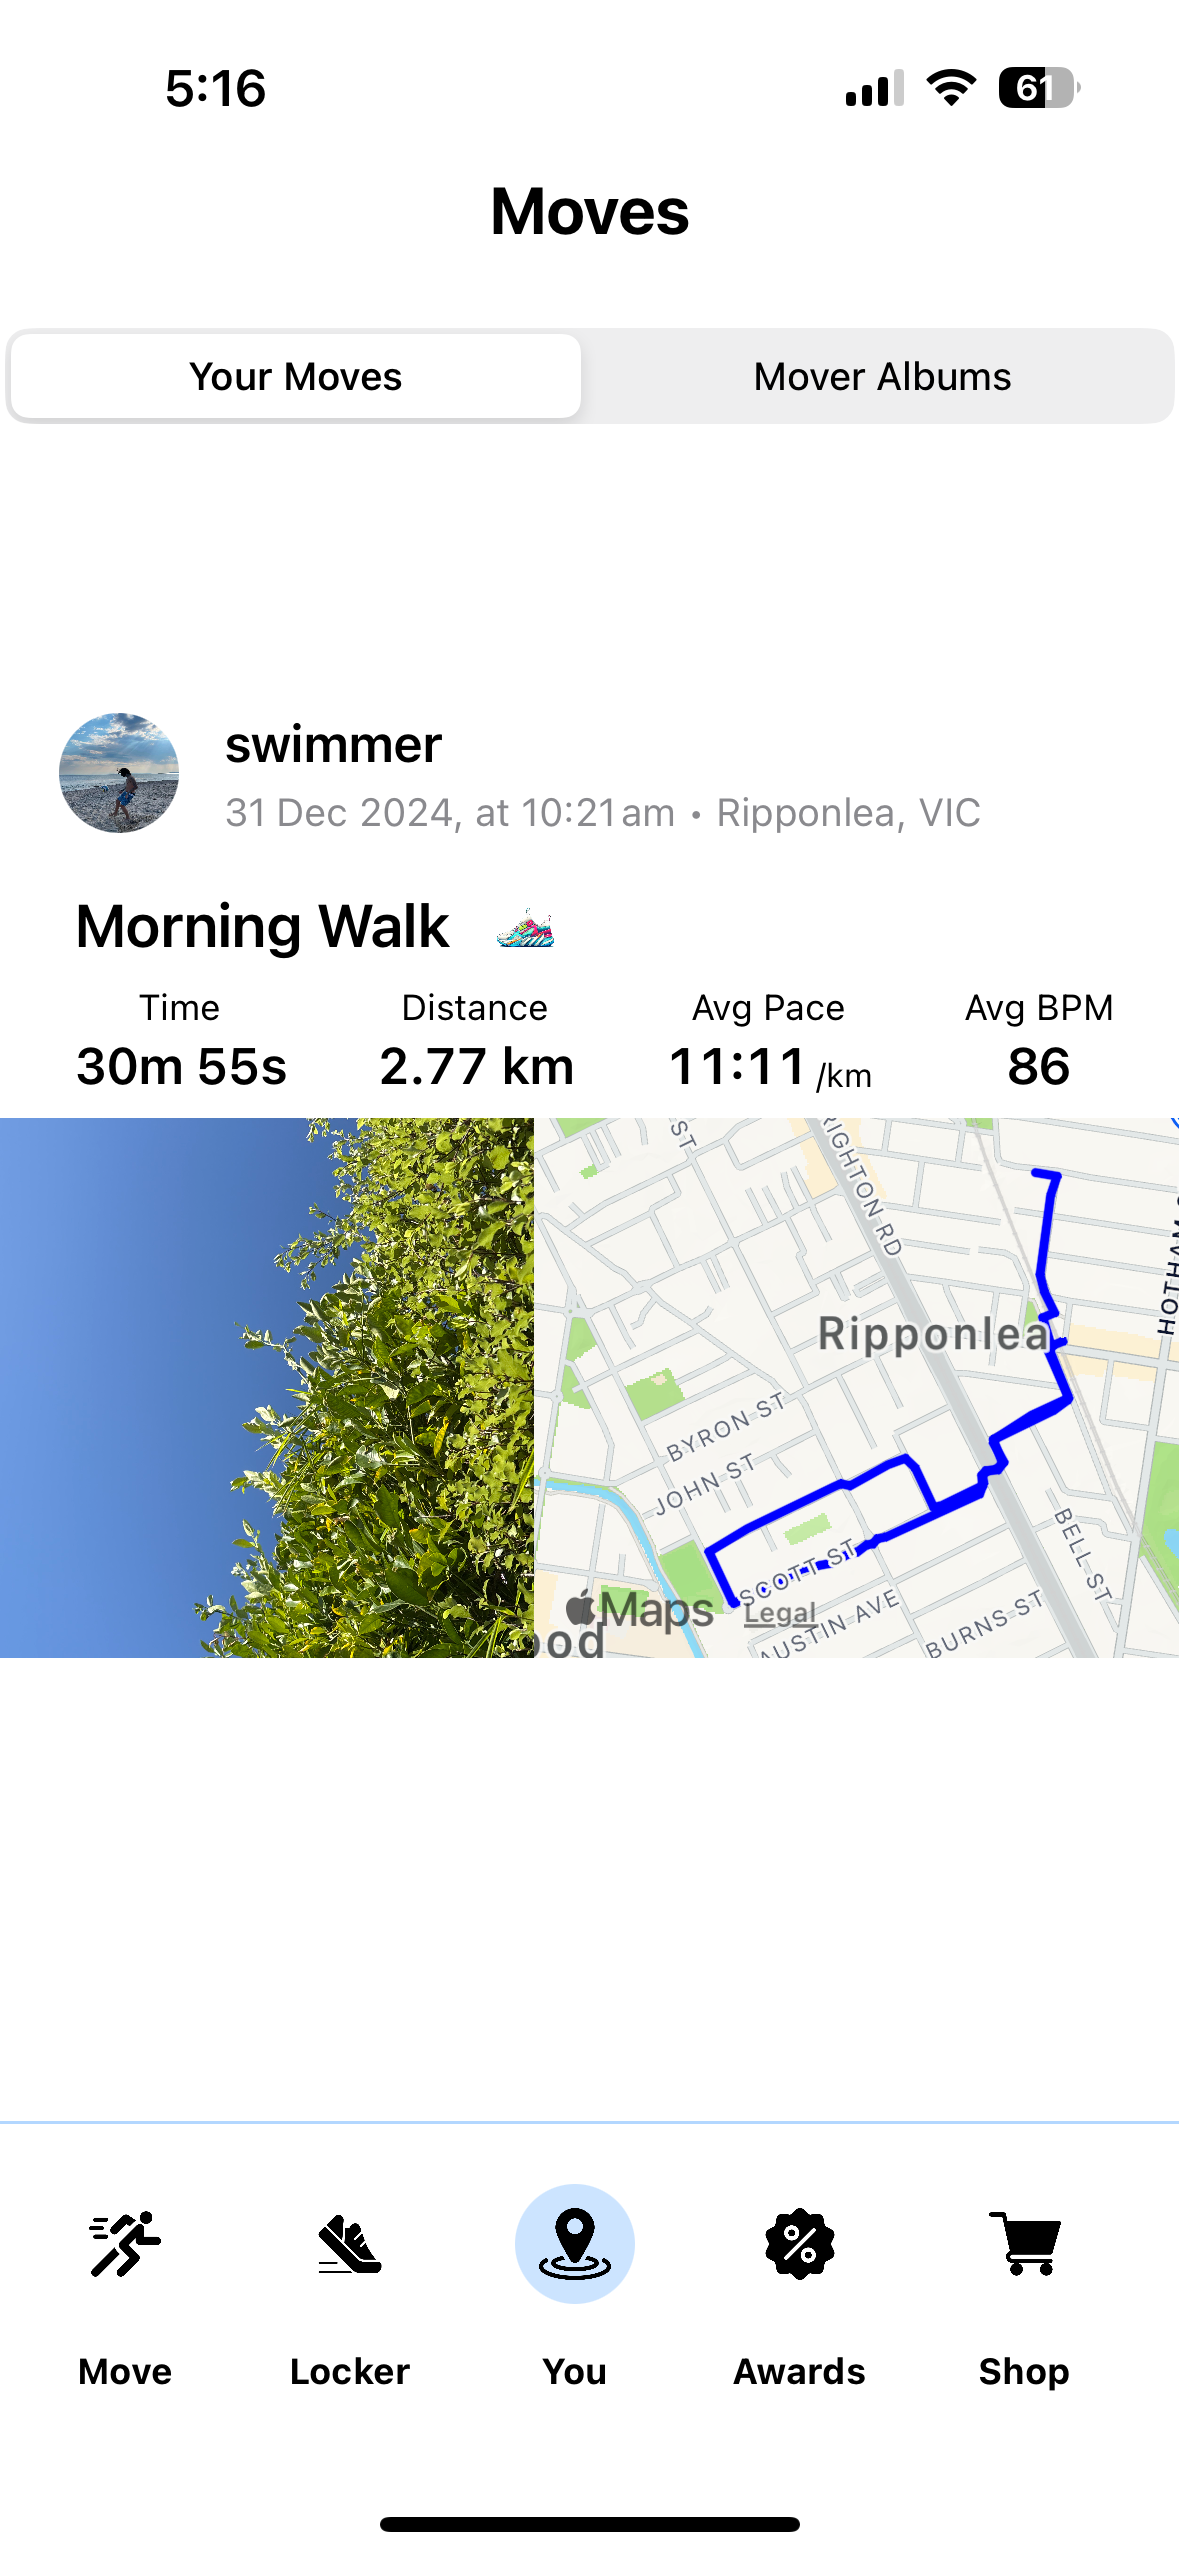 5:16
61
Moves
Your Moves
Mover Albums
swimmer
31 Dec 2024, at 10:21 am • Ripponlea, VIC
Morning Walk
Time
Distance
Avg Pace
Avg BPM
30m 55s
2.77 km
11:11 /km
86
ST
RIGHTON RD
HOTHAM
Ripponlea
BYRON ST
JOHN ST
BELL ST
SCOTT ST
Maps
Legal
AUSTIN AVE
BURNS ST
ood
Move
Locker
You
Awards
Shop